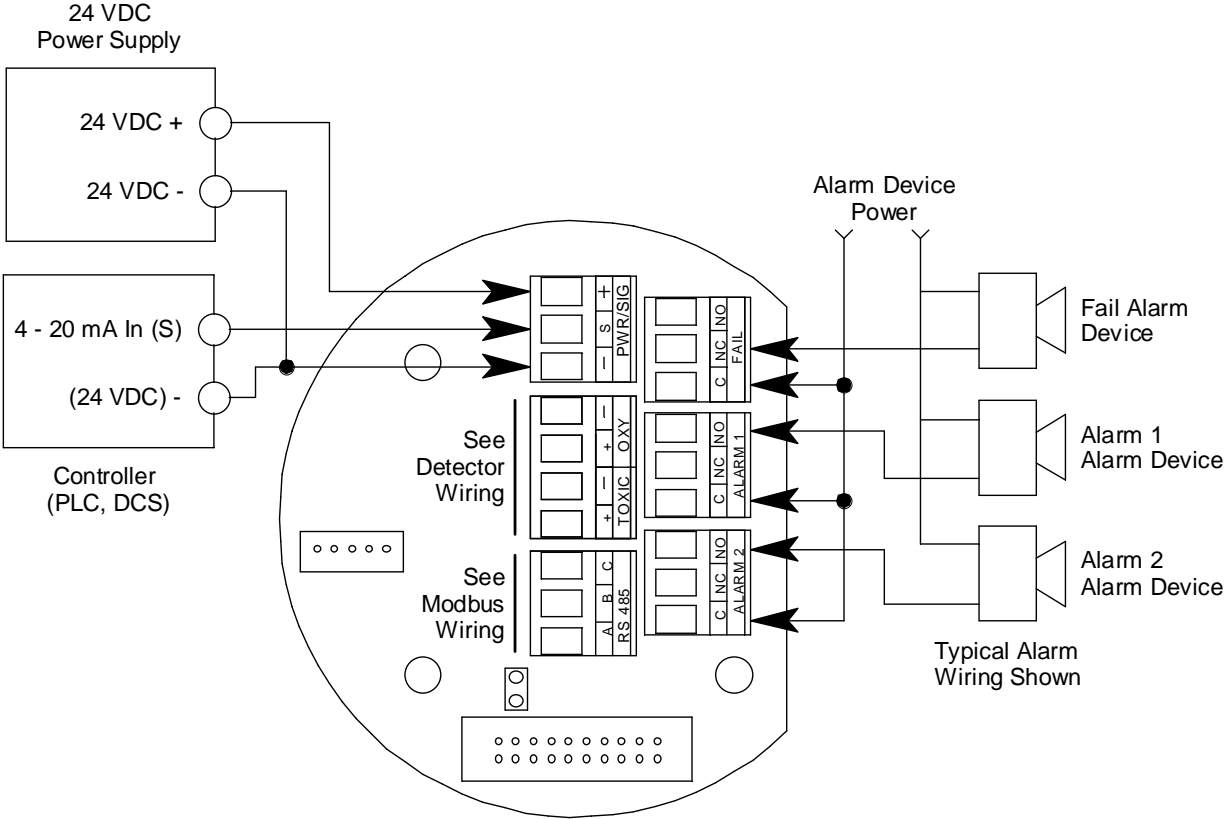 24 VDC
Power Supply
24 VDC +
24 VDC -
4 - 20 mA In (S)
(24 VDC) -
Controller
(PLC, DCS)
Alarm Device
Power
+
S
-
PWR/SIG
NO
NC
C
FAIL
See
Detector
Wiring
-
+
OXY
-
+
TOXIC
NO
NC
C
ALARM 1
See
Modbus
Wiring
C
B
A
RS 485
NO
NC
C
ALARM 2
Fail Alarm
Device
Alarm 1
Alarm Device
Alarm 2
Alarm Device
Typical Alarm
Wiring Shown